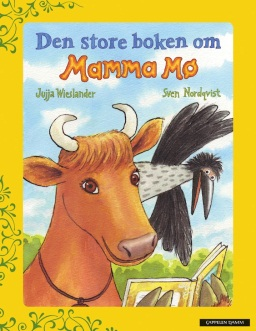 Den store boken om
Mamma Mø
Jujja Wieslander
Sven Nordqvist
CAPPELEN DAMM